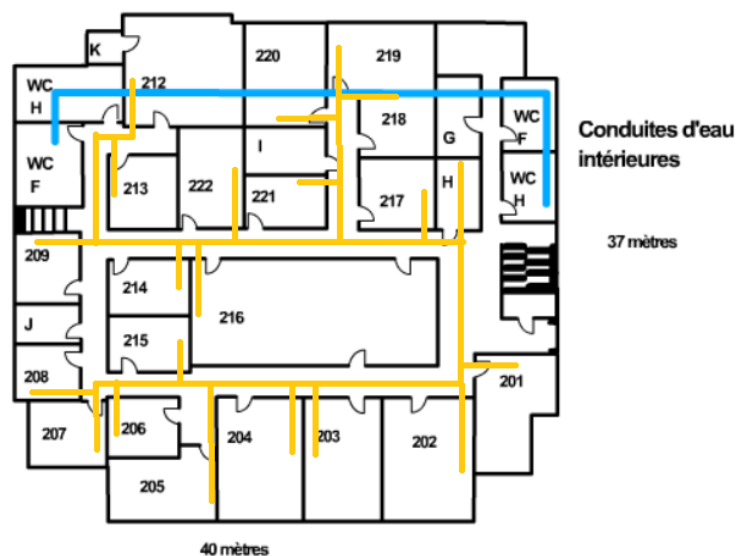 K
220
219
WC
H
212
218
WC
F
G
Conduites d'eau
intérieures
WC
F
I
213
222
221
217
H
WC
H
209
37 mètres
214
216
J
215
208
201
207
206
204
203
202
205
40 mètres